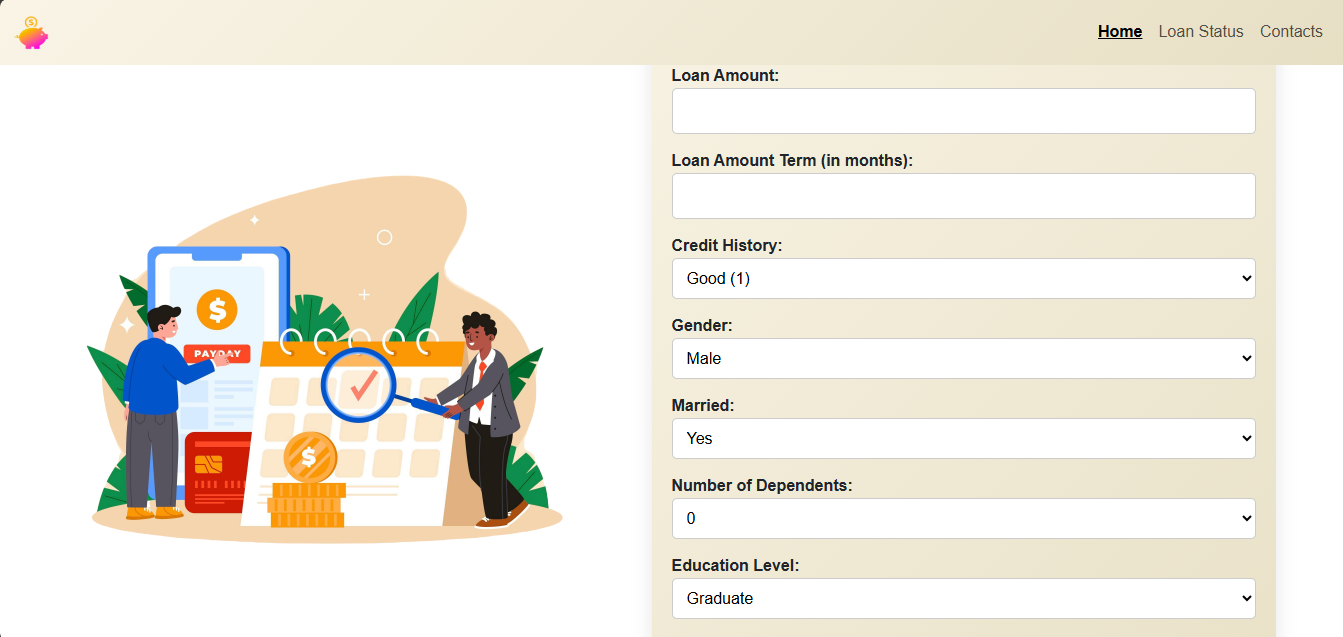 Home Loan Status Contacts
Loan Amount:
Loan Amount Term (in months):
Credit History:
Good (1)
Gender:
Male
Married:
Yes
Number of Dependents:
0
Education Level:
Graduate
$
$
PAYDAY
$